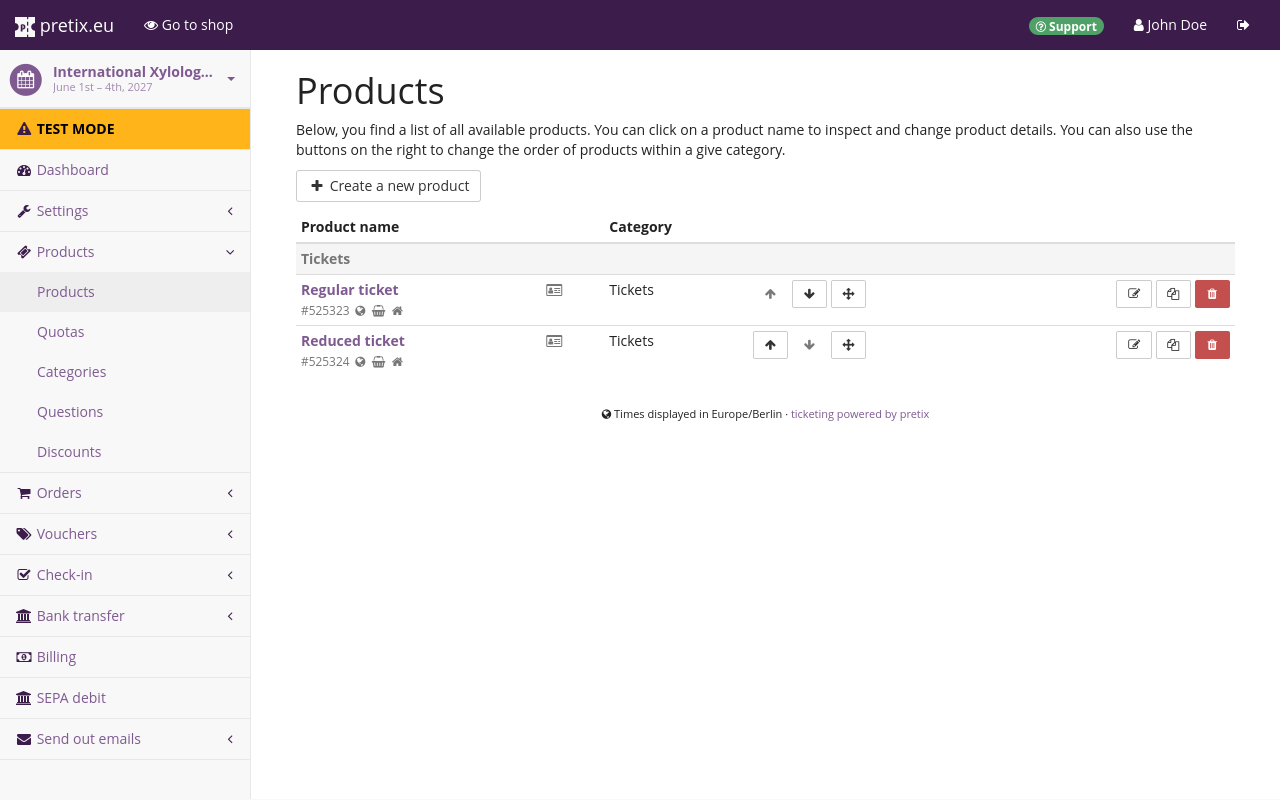 pretix.eu
Go to shop
Support
John Doe
International Xylolog...
June 1st – 4th, 2027
TEST MODE
Dashboard
Settings
Products
Products
Quotas
Categories
Questions
Discounts
Orders
Vouchers
Check-in
Bank transfer
Billing
SEPA debit
Send out emails
Products
Below, you find a list of all available products. You can click on a product name to inspect and change product details. You can also use the
buttons on the right to change the order of products within a give category.
Create a new product
Product name Category
Tickets
Regular ticket Tickets
#525323
Reduced ticket Tickets
#525324
Times displayed in Europe/Berlin · ticketing powered by pretix